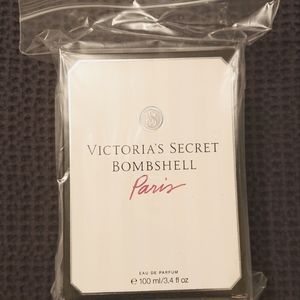 VS
VICTORIA'S SECRET
BOMBSHELL
Paris
EAU DE PARFUM
℮ 100 ml/3.4 fl oz